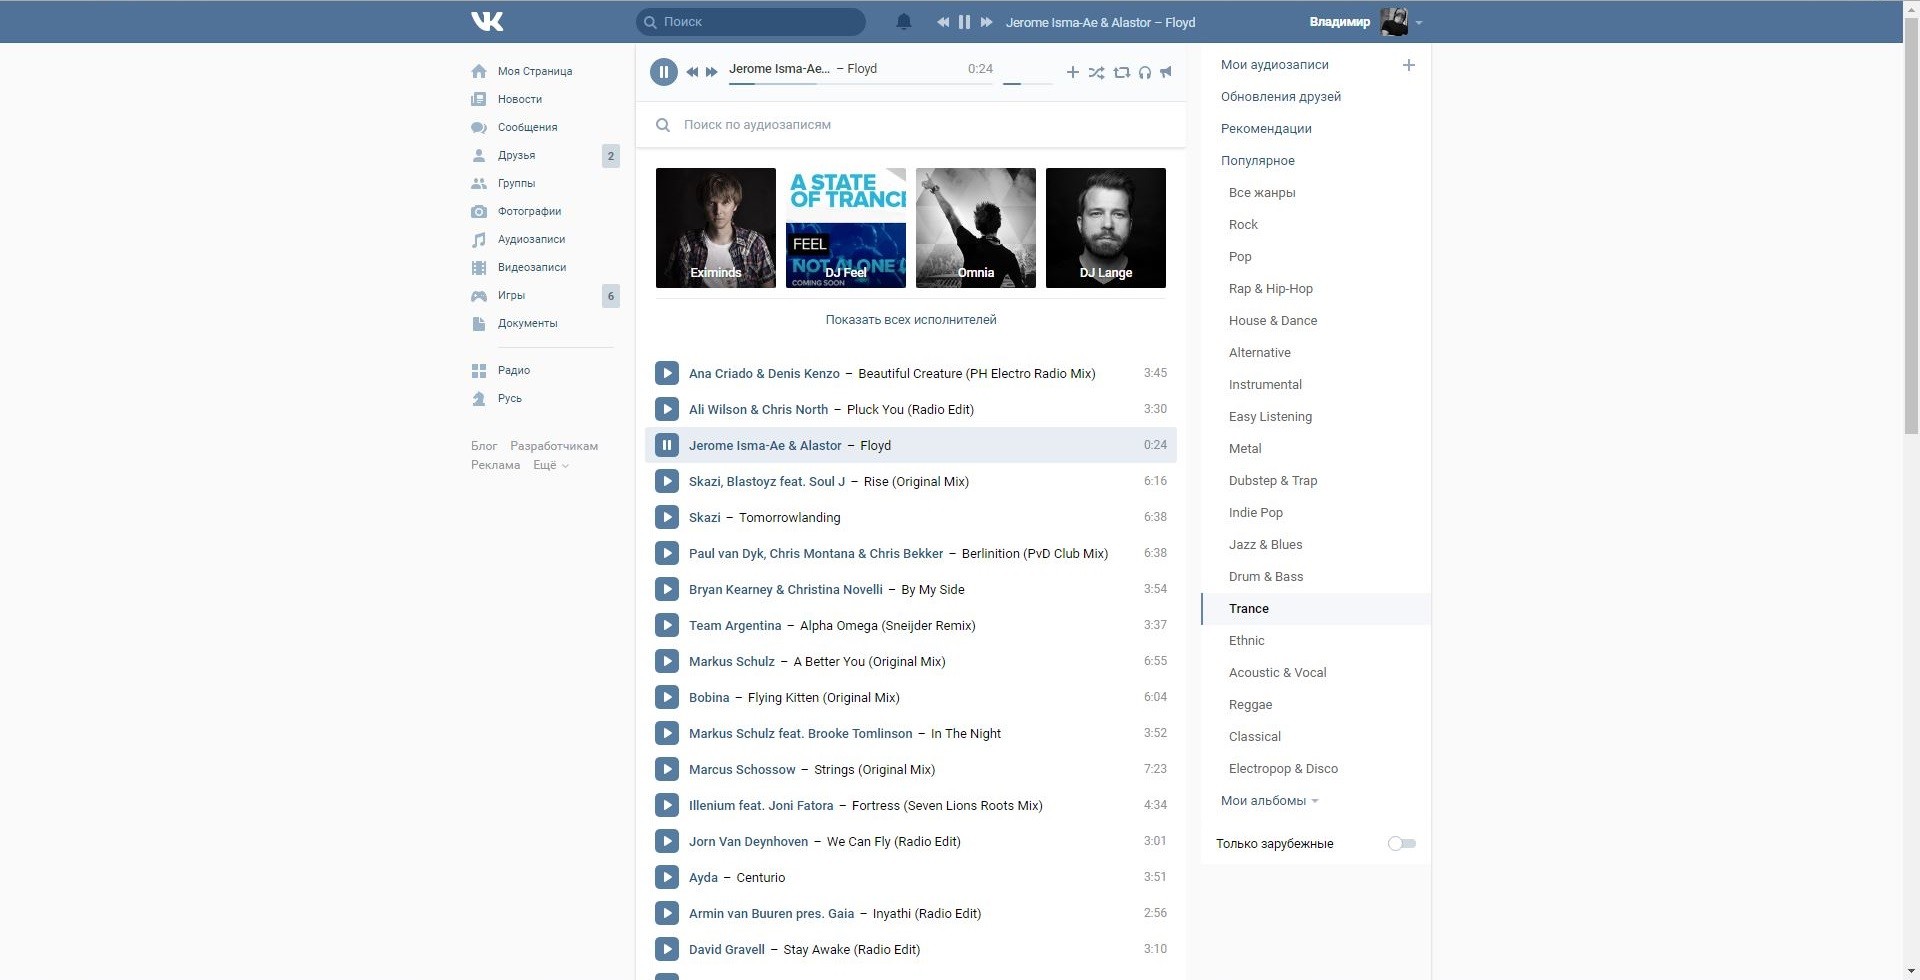 Поиск
Jerome Isma-Ae & Alastor – Floyd
Владимир
Моя Страница
Новости
Сообщения
Друзья 2
Группы
Фотографии
Аудиозаписи
Видеозаписи
Игры 6
Документы
Радио
Русь
Блог Разработчикам
Реклама Ещё
Jerome Isma-Ae... – Floyd 0:24
Поиск по аудиозаписям
Eximinds
A STATE
OF TRANCE
FEEL
NOT ALONE
DJ Feel
COMING SOON
Omnia
DJ Lange
Показать всех исполнителей
Ana Criado & Denis Kenzo – Beautiful Creature (PH Electro Radio Mix) 3:45
Ali Wilson & Chris North – Pluck You (Radio Edit) 3:30
Jerome Isma-Ae & Alastor – Floyd 0:24
Skazi, Blastoyz feat. Soul J – Rise (Original Mix) 6:16
Skazi – Tomorrowlanding 6:38
Paul van Dyk, Chris Montana & Chris Bekker – Berlinition (PvD Club Mix) 6:38
Bryan Kearney & Christina Novelli – By My Side 3:54
Team Argentina – Alpha Omega (Sneijder Remix) 3:37
Markus Schulz – A Better You (Original Mix) 6:55
Bobina – Flying Kitten (Original Mix) 6:04
Markus Schulz feat. Brooke Tomlinson – In The Night 3:52
Marcus Schossow – Strings (Original Mix) 7:23
Illenium feat. Joni Fatora – Fortress (Seven Lions Roots Mix) 4:34
Jorn Van Deynhoven – We Can Fly (Radio Edit) 3:01
Ayda – Centurio 3:51
Armin van Buuren pres. Gaia – Inyathi (Radio Edit) 2:56
David Gravell – Stay Awake (Radio Edit) 3:10
Мои аудиозаписи
Обновления друзей
Рекомендации
Популярное
Все жанры
Rock
Pop
Rap & Hip-Hop
House & Dance
Alternative
Instrumental
Easy Listening
Metal
Dubstep & Trap
Indie Pop
Jazz & Blues
Drum & Bass
Trance
Ethnic
Acoustic & Vocal
Reggae
Classical
Electropop & Disco
Мои альбомы
Только зарубежные